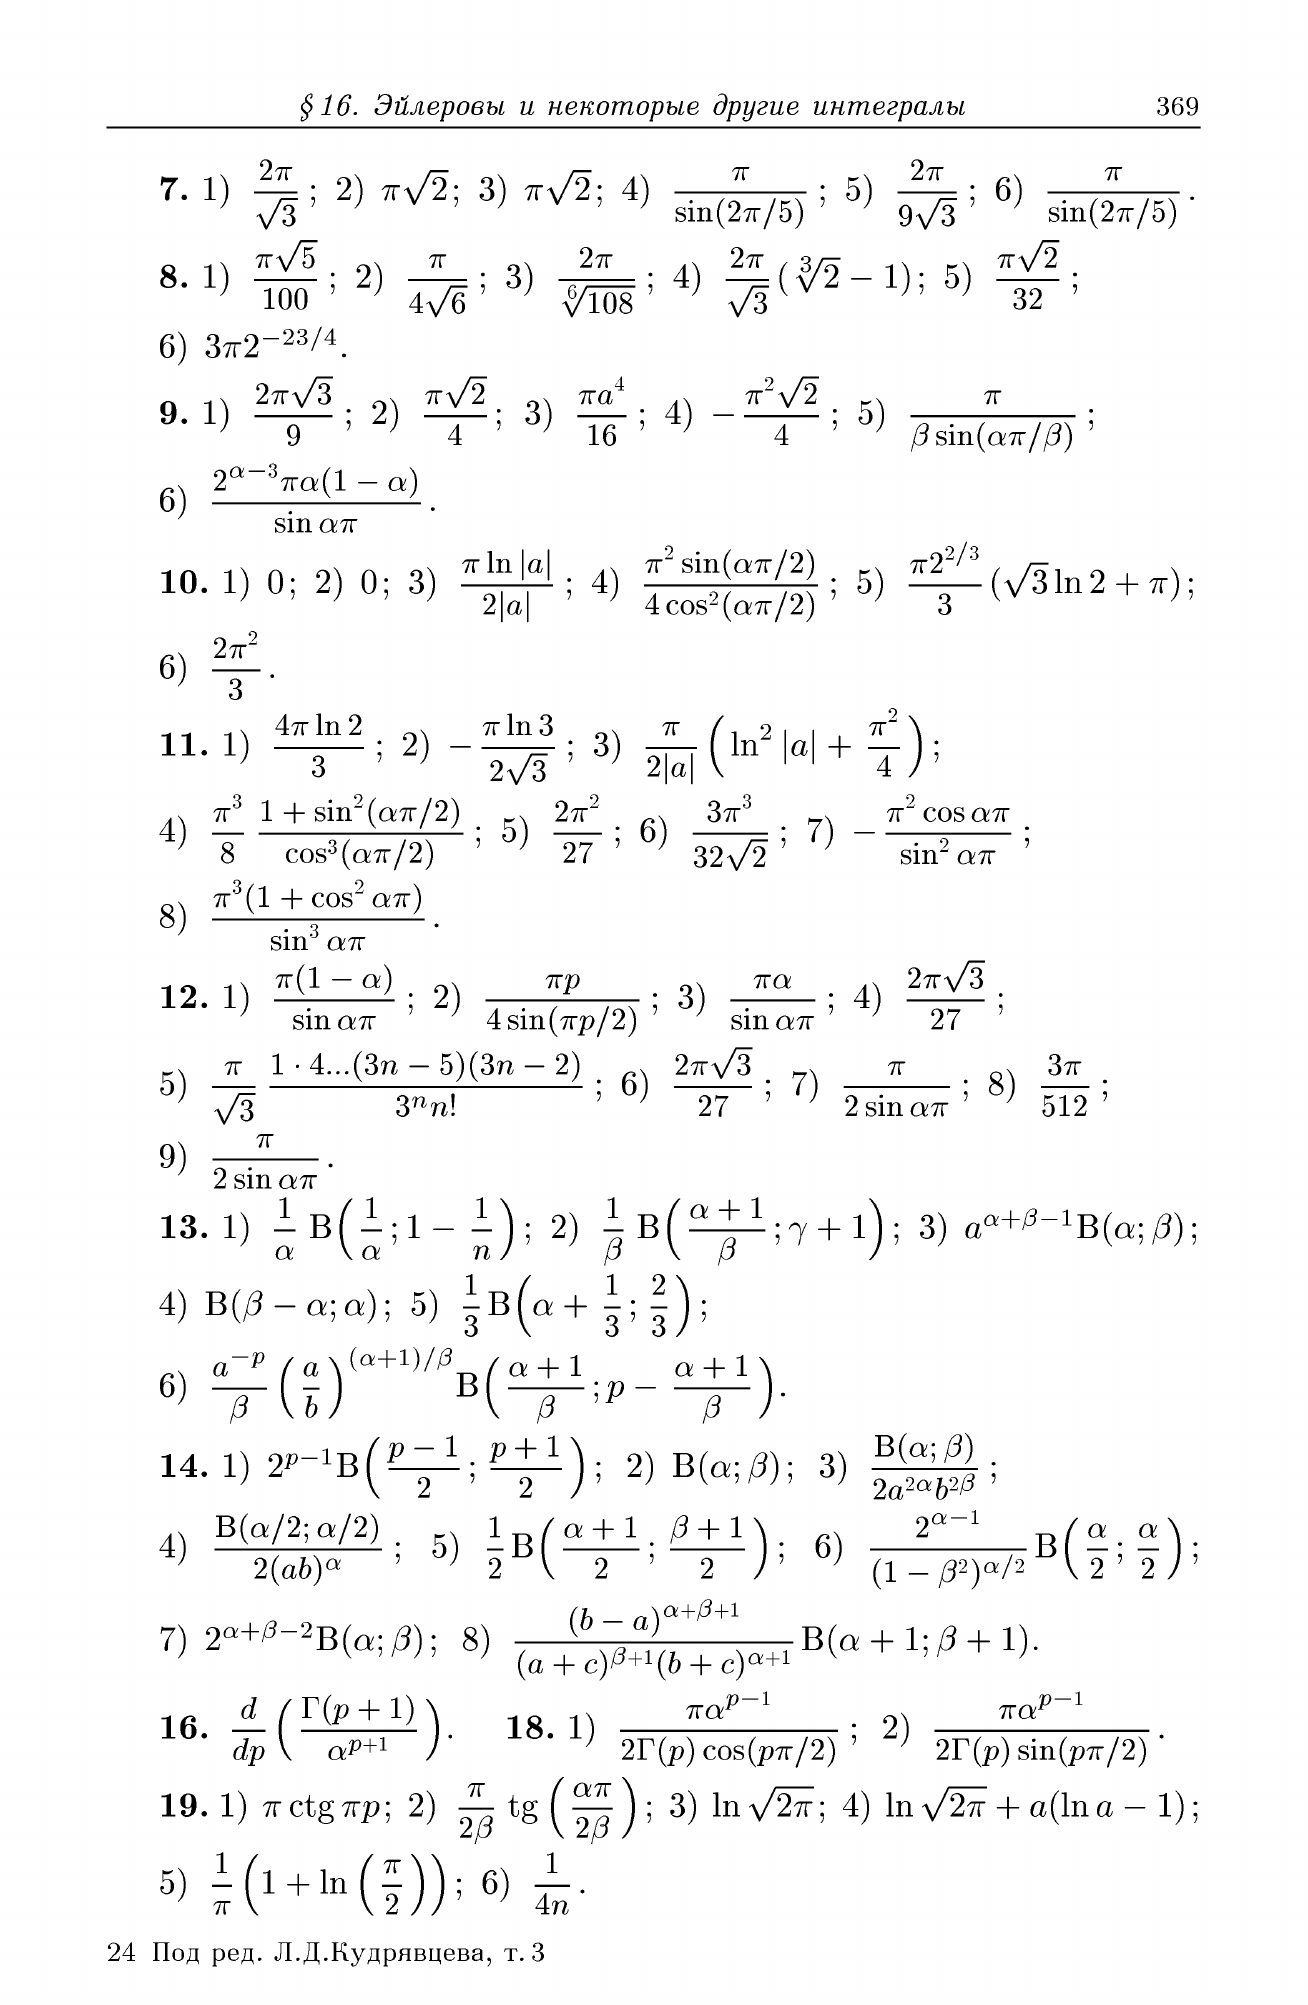 § 16. Эйлеровы и некоторые другие интегралы 369
**7.** 1) $\frac{2\pi}{\sqrt{3}}$; 2) $\pi\sqrt{2}$; 3) $\pi\sqrt{2}$; 4) $\frac{\pi}{\sin(2\pi/5)}$; 5) $\frac{2\pi}{9\sqrt{3}}$; 6) $\frac{\pi}{\sin(2\pi/5)}$.
**8.** 1) $\frac{\pi\sqrt{5}}{100}$; 2) $\frac{\pi}{4\sqrt{6}}$; 3) $\frac{2\pi}{\sqrt[6]{108}}$; 4) $\frac{2\pi}{\sqrt{3}}(\sqrt[3]{2}-1)$; 5) $\frac{\pi\sqrt{2}}{32}$;
6) $3\pi 2^{-23/4}$.
**9.** 1) $\frac{2\pi\sqrt{3}}{9}$; 2) $\frac{\pi\sqrt{2}}{4}$; 3) $\frac{\pi a^4}{16}$; 4) $-\frac{\pi^2\sqrt{2}}{4}$; 5) $\frac{\pi}{\beta\sin(\alpha\pi/\beta)}$;
6) $\frac{2^{\alpha-3}\pi\alpha(1-\alpha)}{\sin\alpha\pi}$.
**10.** 1) 0; 2) 0; 3) $\frac{\pi\ln|a|}{2|a|}$; 4) $\frac{\pi^2\sin(\alpha\pi/2)}{4\cos^2(\alpha\pi/2)}$; 5) $\frac{\pi 2^{2/3}}{3}(\sqrt{3}\ln 2+\pi)$;
6) $\frac{2\pi^2}{3}$.
**11.** 1) $\frac{4\pi\ln 2}{3}$; 2) $-\frac{\pi\ln 3}{2\sqrt{3}}$; 3) $\frac{\pi}{2|a|}\left(\ln^2|a|+\frac{\pi^2}{4}\right)$;
4) $\frac{\pi^3}{8}\frac{1+\sin^2(\alpha\pi/2)}{\cos^3(\alpha\pi/2)}$; 5) $\frac{2\pi^2}{27}$; 6) $\frac{3\pi^3}{32\sqrt{2}}$; 7) $-\frac{\pi^2\cos\alpha\pi}{\sin^2\alpha\pi}$;
8) $\frac{\pi^3(1+\cos^2\alpha\pi)}{\sin^3\alpha\pi}$.
**12.** 1) $\frac{\pi(1-\alpha)}{\sin\alpha\pi}$; 2) $\frac{\pi p}{4\sin(\pi p/2)}$; 3) $\frac{\pi\alpha}{\sin\alpha\pi}$; 4) $\frac{2\pi\sqrt{3}}{27}$;
5) $\frac{\pi}{\sqrt{3}}\frac{1\cdot 4...(3n-5)(3n-2)}{3^n n!}$; 6) $\frac{2\pi\sqrt{3}}{27}$; 7) $\frac{\pi}{2\sin\alpha\pi}$; 8) $\frac{3\pi}{512}$;
9) $\frac{\pi}{2\sin\alpha\pi}$.
**13.** 1) $\frac{1}{\alpha}B\left(\frac{1}{\alpha};1-\frac{1}{n}\right)$; 2) $\frac{1}{\beta}B\left(\frac{\alpha+1}{\beta};\gamma+1\right)$; 3) $a^{\alpha+\beta-1}B(\alpha;\beta)$;
4) $B(\beta-\alpha;\alpha)$; 5) $\frac{1}{3}B\left(\alpha+\frac{1}{3};\frac{2}{3}\right)$;
6) $\frac{a^{-p}}{\beta}\left(\frac{a}{b}\right)^{(\alpha+1)/\beta}B\left(\frac{\alpha+1}{\beta};p-\frac{\alpha+1}{\beta}\right)$.
**14.** 1) $2^{p-1}B\left(\frac{p-1}{2};\frac{p+1}{2}\right)$; 2) $B(\alpha;\beta)$; 3) $\frac{B(\alpha;\beta)}{2a^{2\alpha}b^{2\beta}}$;
4) $\frac{B(\alpha/2;\alpha/2)}{2(ab)^\alpha}$; 5) $\frac{1}{2}B\left(\frac{\alpha+1}{2};\frac{\beta+1}{2}\right)$; 6) $\frac{2^{\alpha-1}}{(1-\beta^2)^{\alpha/2}}B\left(\frac{\alpha}{2};\frac{\alpha}{2}\right)$;
7) $2^{\alpha+\beta-2}B(\alpha;\beta)$; 8) $\frac{(b-a)^{\alpha+\beta+1}}{(a+c)^{\beta+1}(b+c)^{\alpha+1}}B(\alpha+1;\beta+1)$.
**16.** $\frac{d}{dp}\left(\frac{\Gamma(p+1)}{\alpha^{p+1}}\right)$. **18.** 1) $\frac{\pi\alpha^{p-1}}{2\Gamma(p)\cos(p\pi/2)}$; 2) $\frac{\pi\alpha^{p-1}}{2\Gamma(p)\sin(p\pi/2)}$.
**19.** 1) $\pi\operatorname{ctg}\pi p$; 2) $\frac{\pi}{2\beta}\operatorname{tg}\left(\frac{\alpha\pi}{2\beta}\right)$; 3) $\ln\sqrt{2\pi}$; 4) $\ln\sqrt{2\pi}+a(\ln a-1)$;
5) $\frac{1}{\pi}\left(1+\ln\left(\frac{\pi}{2}\right)\right)$; 6) $\frac{1}{4n}$.
24 Под ред. Л.Д.Кудрявцева, т. 3